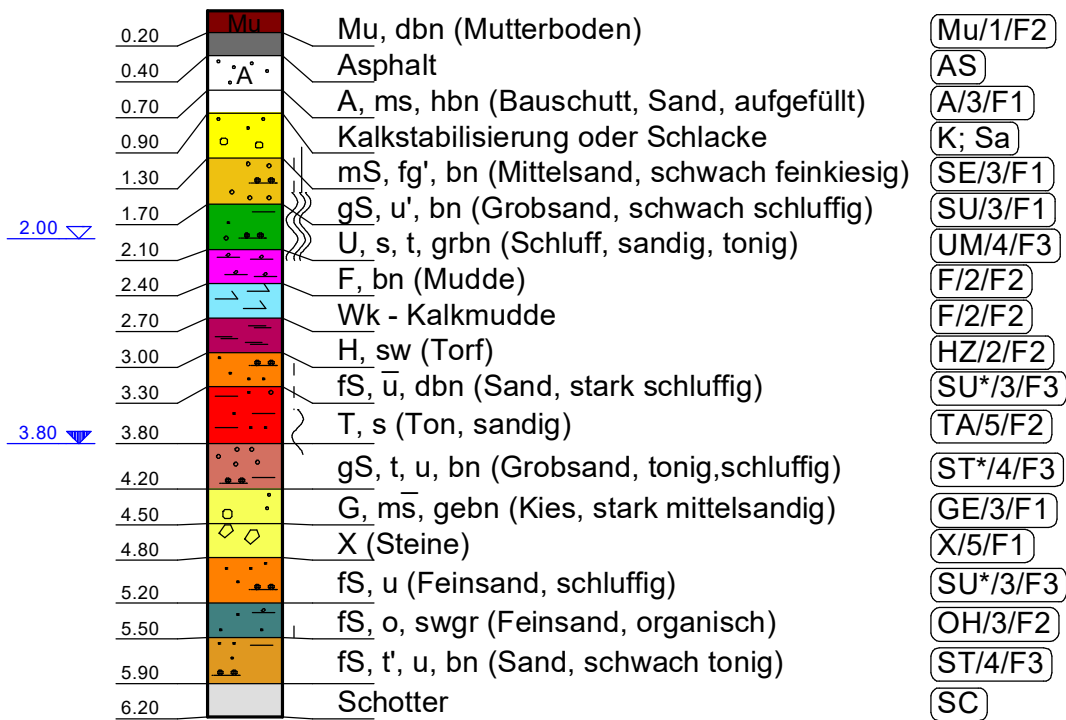 Mu
0.20 Mu, dbn (Mutterboden) Mu/1/F2
0.40 Asphalt AS
A
0.70 A, ms, hbn (Bauschutt, Sand, aufgefüllt) A/3/F1
0.90 Kalkstabilisierung oder Schlacke K; Sa
1.30 mS, fg', bn (Mittelsand, schwach feinkiesig) SE/3/F1
1.70 gS, u', bn (Grobsand, schwach schluffig) SU/3/F1
2.00
2.10 U, s, t, grbn (Schluff, sandig, tonig) UM/4/F3
2.40 F, bn (Mudde) F/2/F2
2.70 Wk - Kalkmudde F/2/F2
3.00 H, sw (Torf) HZ/2/F2
3.30 fS, u̅, dbn (Sand, stark schluffig) SU*/3/F3
3.80 3.80 T, s (Ton, sandig) TA/5/F2
4.20 gS, t, u, bn (Grobsand, tonig,schluffig) ST*/4/F3
4.50 G, ms̅, gebn (Kies, stark mittelsandig) GE/3/F1
4.80 X (Steine) X/5/F1
5.20 fS, u (Feinsand, schluffig) SU*/3/F3
5.50 fS, o, swgr (Feinsand, organisch) OH/3/F2
5.90 fS, t', u, bn (Sand, schwach tonig) ST/4/F3
6.20 Schotter SC